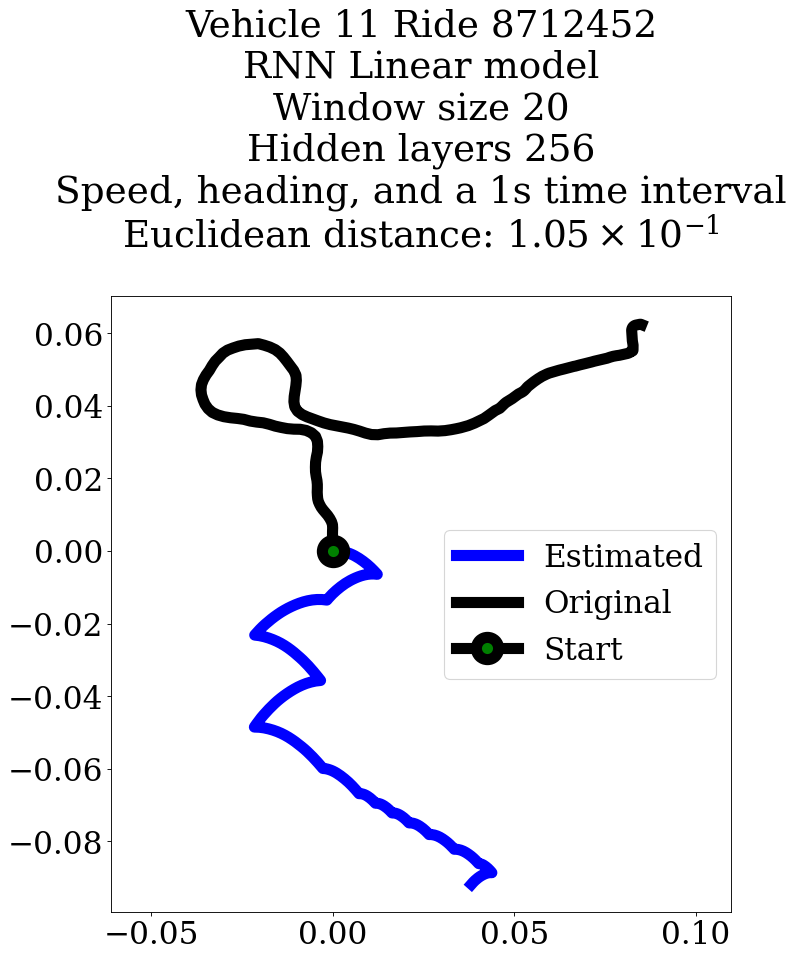 Vehicle 11 Ride 8712452
RNN Linear model
Window size 20
Hidden layers 256
Speed, heading, and a 1s time interval
Euclidean distance: 1.05 × 10⁻¹
0.06
0.04
0.02
0.00
−0.02
−0.04
−0.06
−0.08
Estimated
Original
Start
−0.05
0.00
0.05
0.10